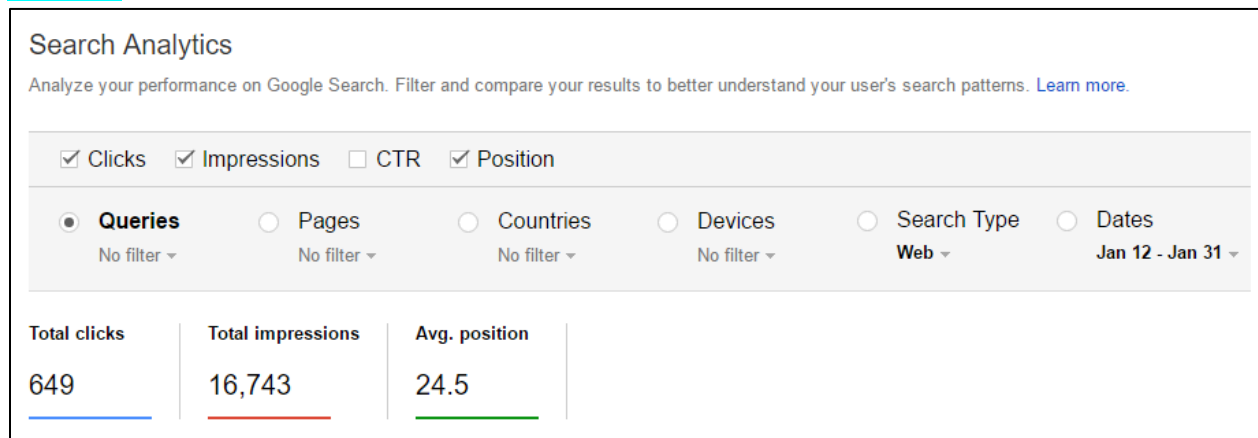 Search Analytics
Analyze your performance on Google Search. Filter and compare your results to better understand your user's search patterns. Learn more.
Clicks Impressions CTR Position
Queries Pages Countries Devices Search Type Dates
No filter No filter No filter No filter Web Jan 12 - Jan 31
Total clicks Total impressions Avg. position
649 16,743 24.5